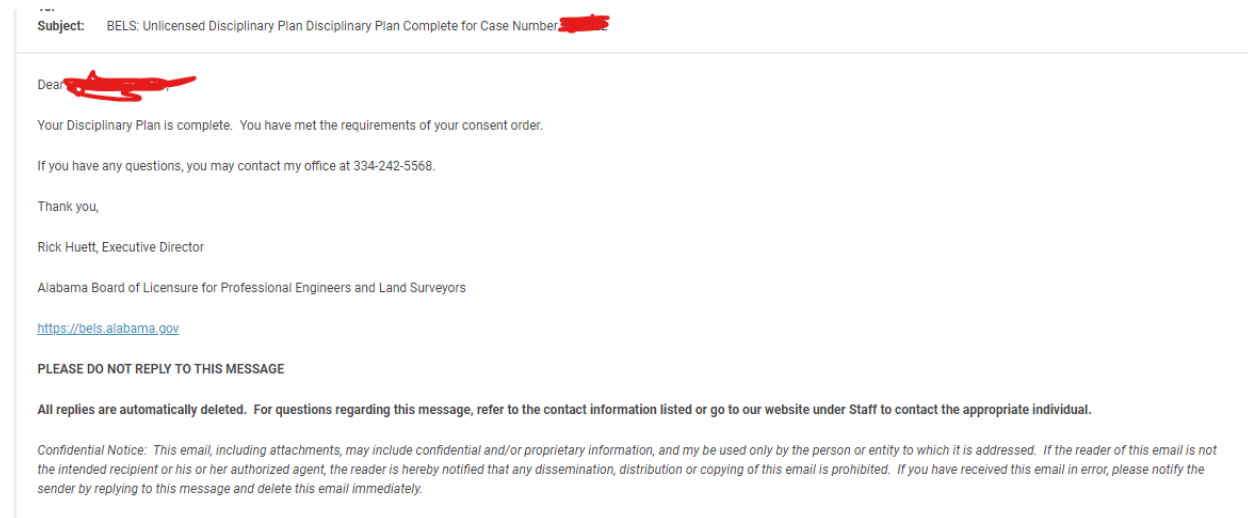 To:
Subject: BELS: Unlicensed Disciplinary Plan Disciplinary Plan Complete for Case Number
Dear
Your Disciplinary Plan is complete. You have met the requirements of your consent order.
If you have any questions, you may contact my office at 334-242-5568.
Thank you,
Rick Huett, Executive Director
Alabama Board of Licensure for Professional Engineers and Land Surveyors
https://bels.alabama.gov
PLEASE DO NOT REPLY TO THIS MESSAGE
All replies are automatically deleted. For questions regarding this message, refer to the contact information listed or go to our website under Staff to contact the appropriate individual.
Confidential Notice: This email, including attachments, may include confidential and/or proprietary information, and my be used only by the person or entity to which it is addressed. If the reader of this email is not
the intended recipient or his or her authorized agent, the reader is hereby notified that any dissemination, distribution or copying of this email is prohibited. If you have received this email in error, please notify the
sender by replying to this message and delete this email immediately.